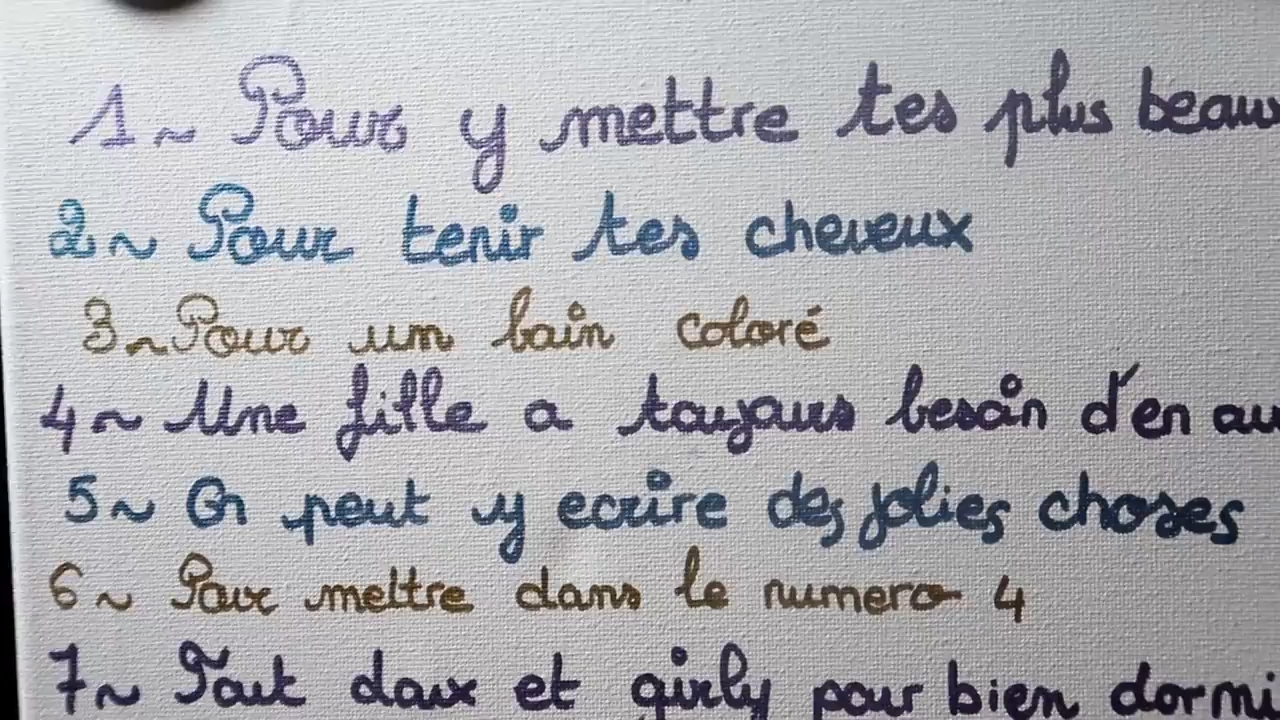 1~ Pour y mettre tes plus beaux
2~ Pour tenir tes cheveux
3~ Pour un bain coloré
4~ Une fille a toujours besoin d'en au
5~ On peut y ecrire des jolies choses
6~ Pour mettre dans le numero 4
7~ Tout doux et girly pour bien dormi